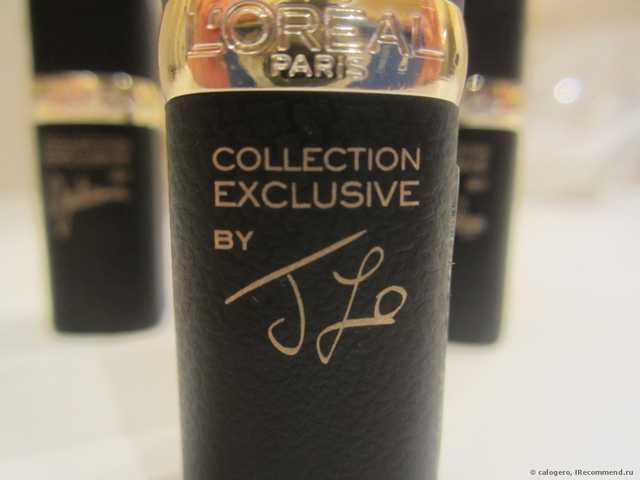 L'ORÉAL
PARIS
COLLECTION
EXCLUSIVE
BY
J Lo
© calogero, IRecommend.ru